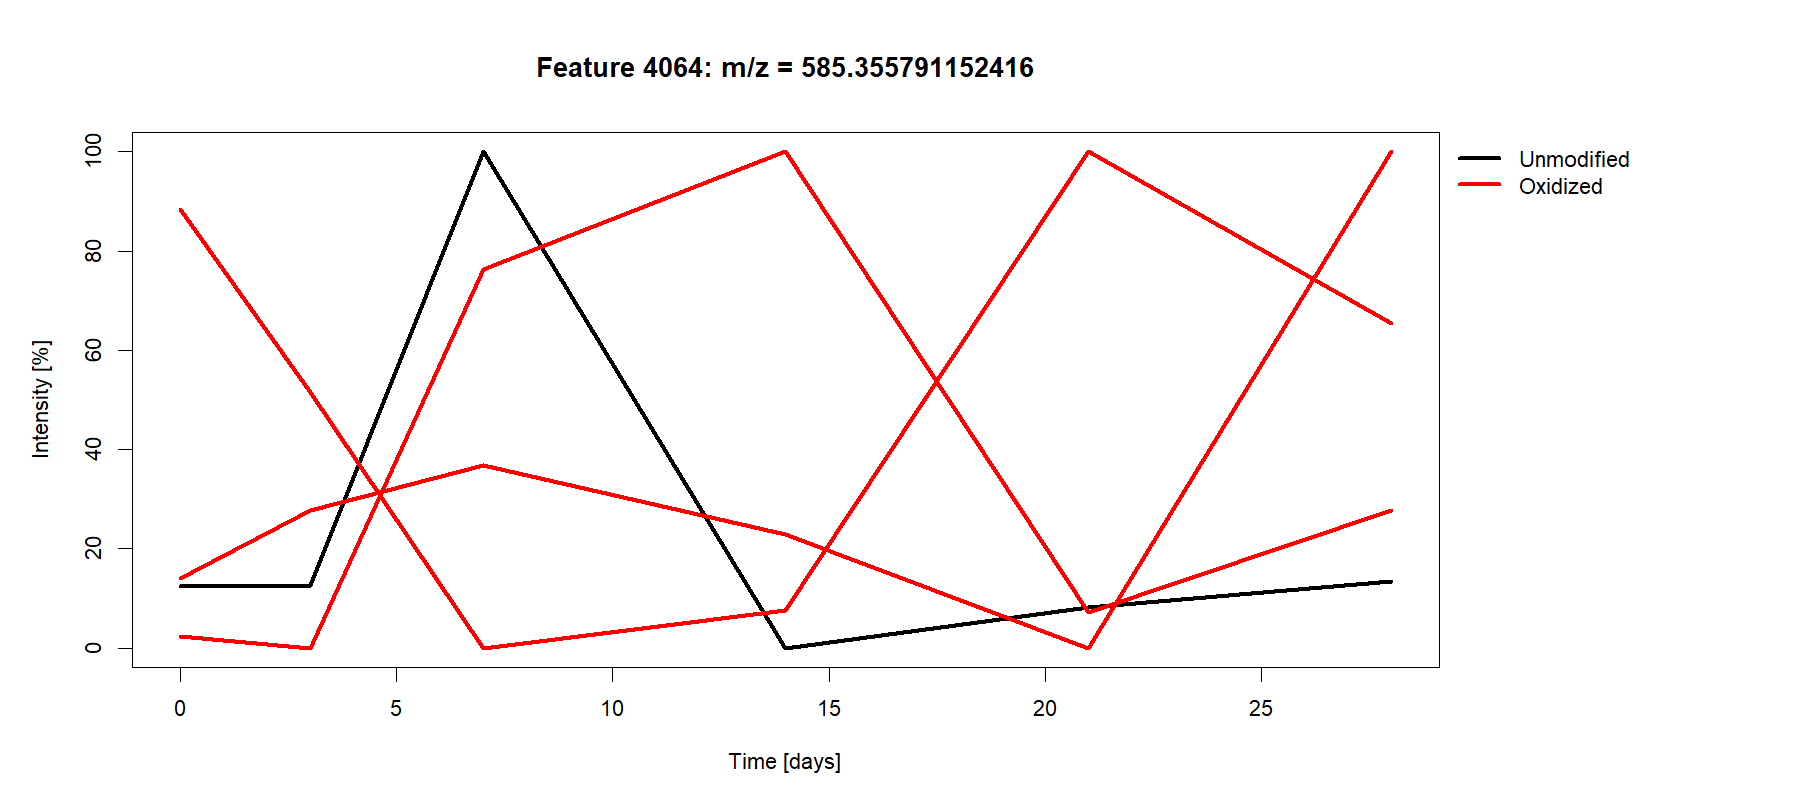 Feature 4064: m/z = 585.355791152416
Unmodified
Oxidized
Intensity [%]
100
80
60
40
20
0
0 5 10 15 20 25
Time [days]